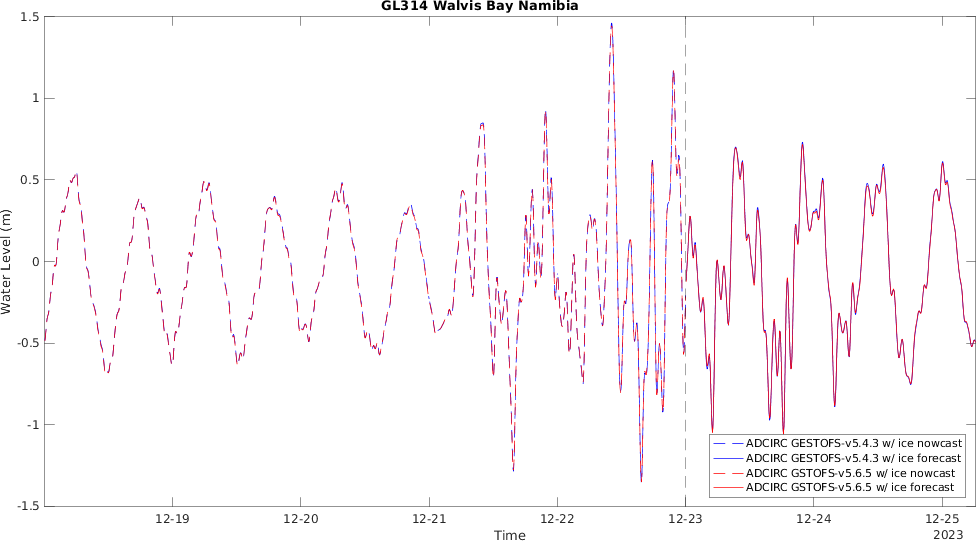 GL314 Walvis Bay Namibia
Water Level (m)
1.5
1
0.5
0
-0.5
-1
-1.5
12-19
12-20
12-21
12-22
12-23
12-24
12-25
Time
2023
ADCIRC GESTOFS-v5.4.3 w/ ice nowcast
ADCIRC GESTOFS-v5.4.3 w/ ice forecast
ADCIRC GSTOFS-v5.6.5 w/ ice nowcast
ADCIRC GSTOFS-v5.6.5 w/ ice forecast